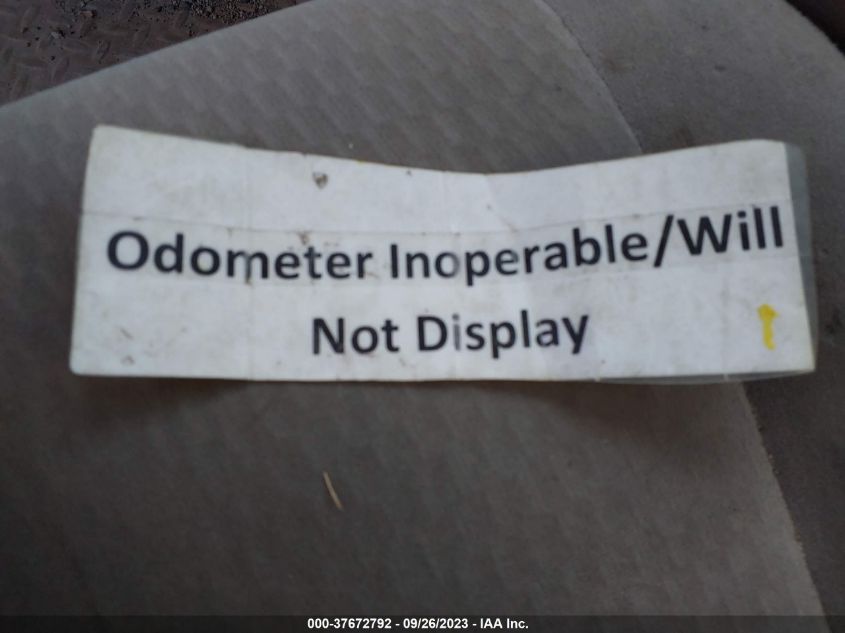 Odometer Inoperable/Will
Not Display
000-37672792 - 09/26/2023 - IAA Inc.